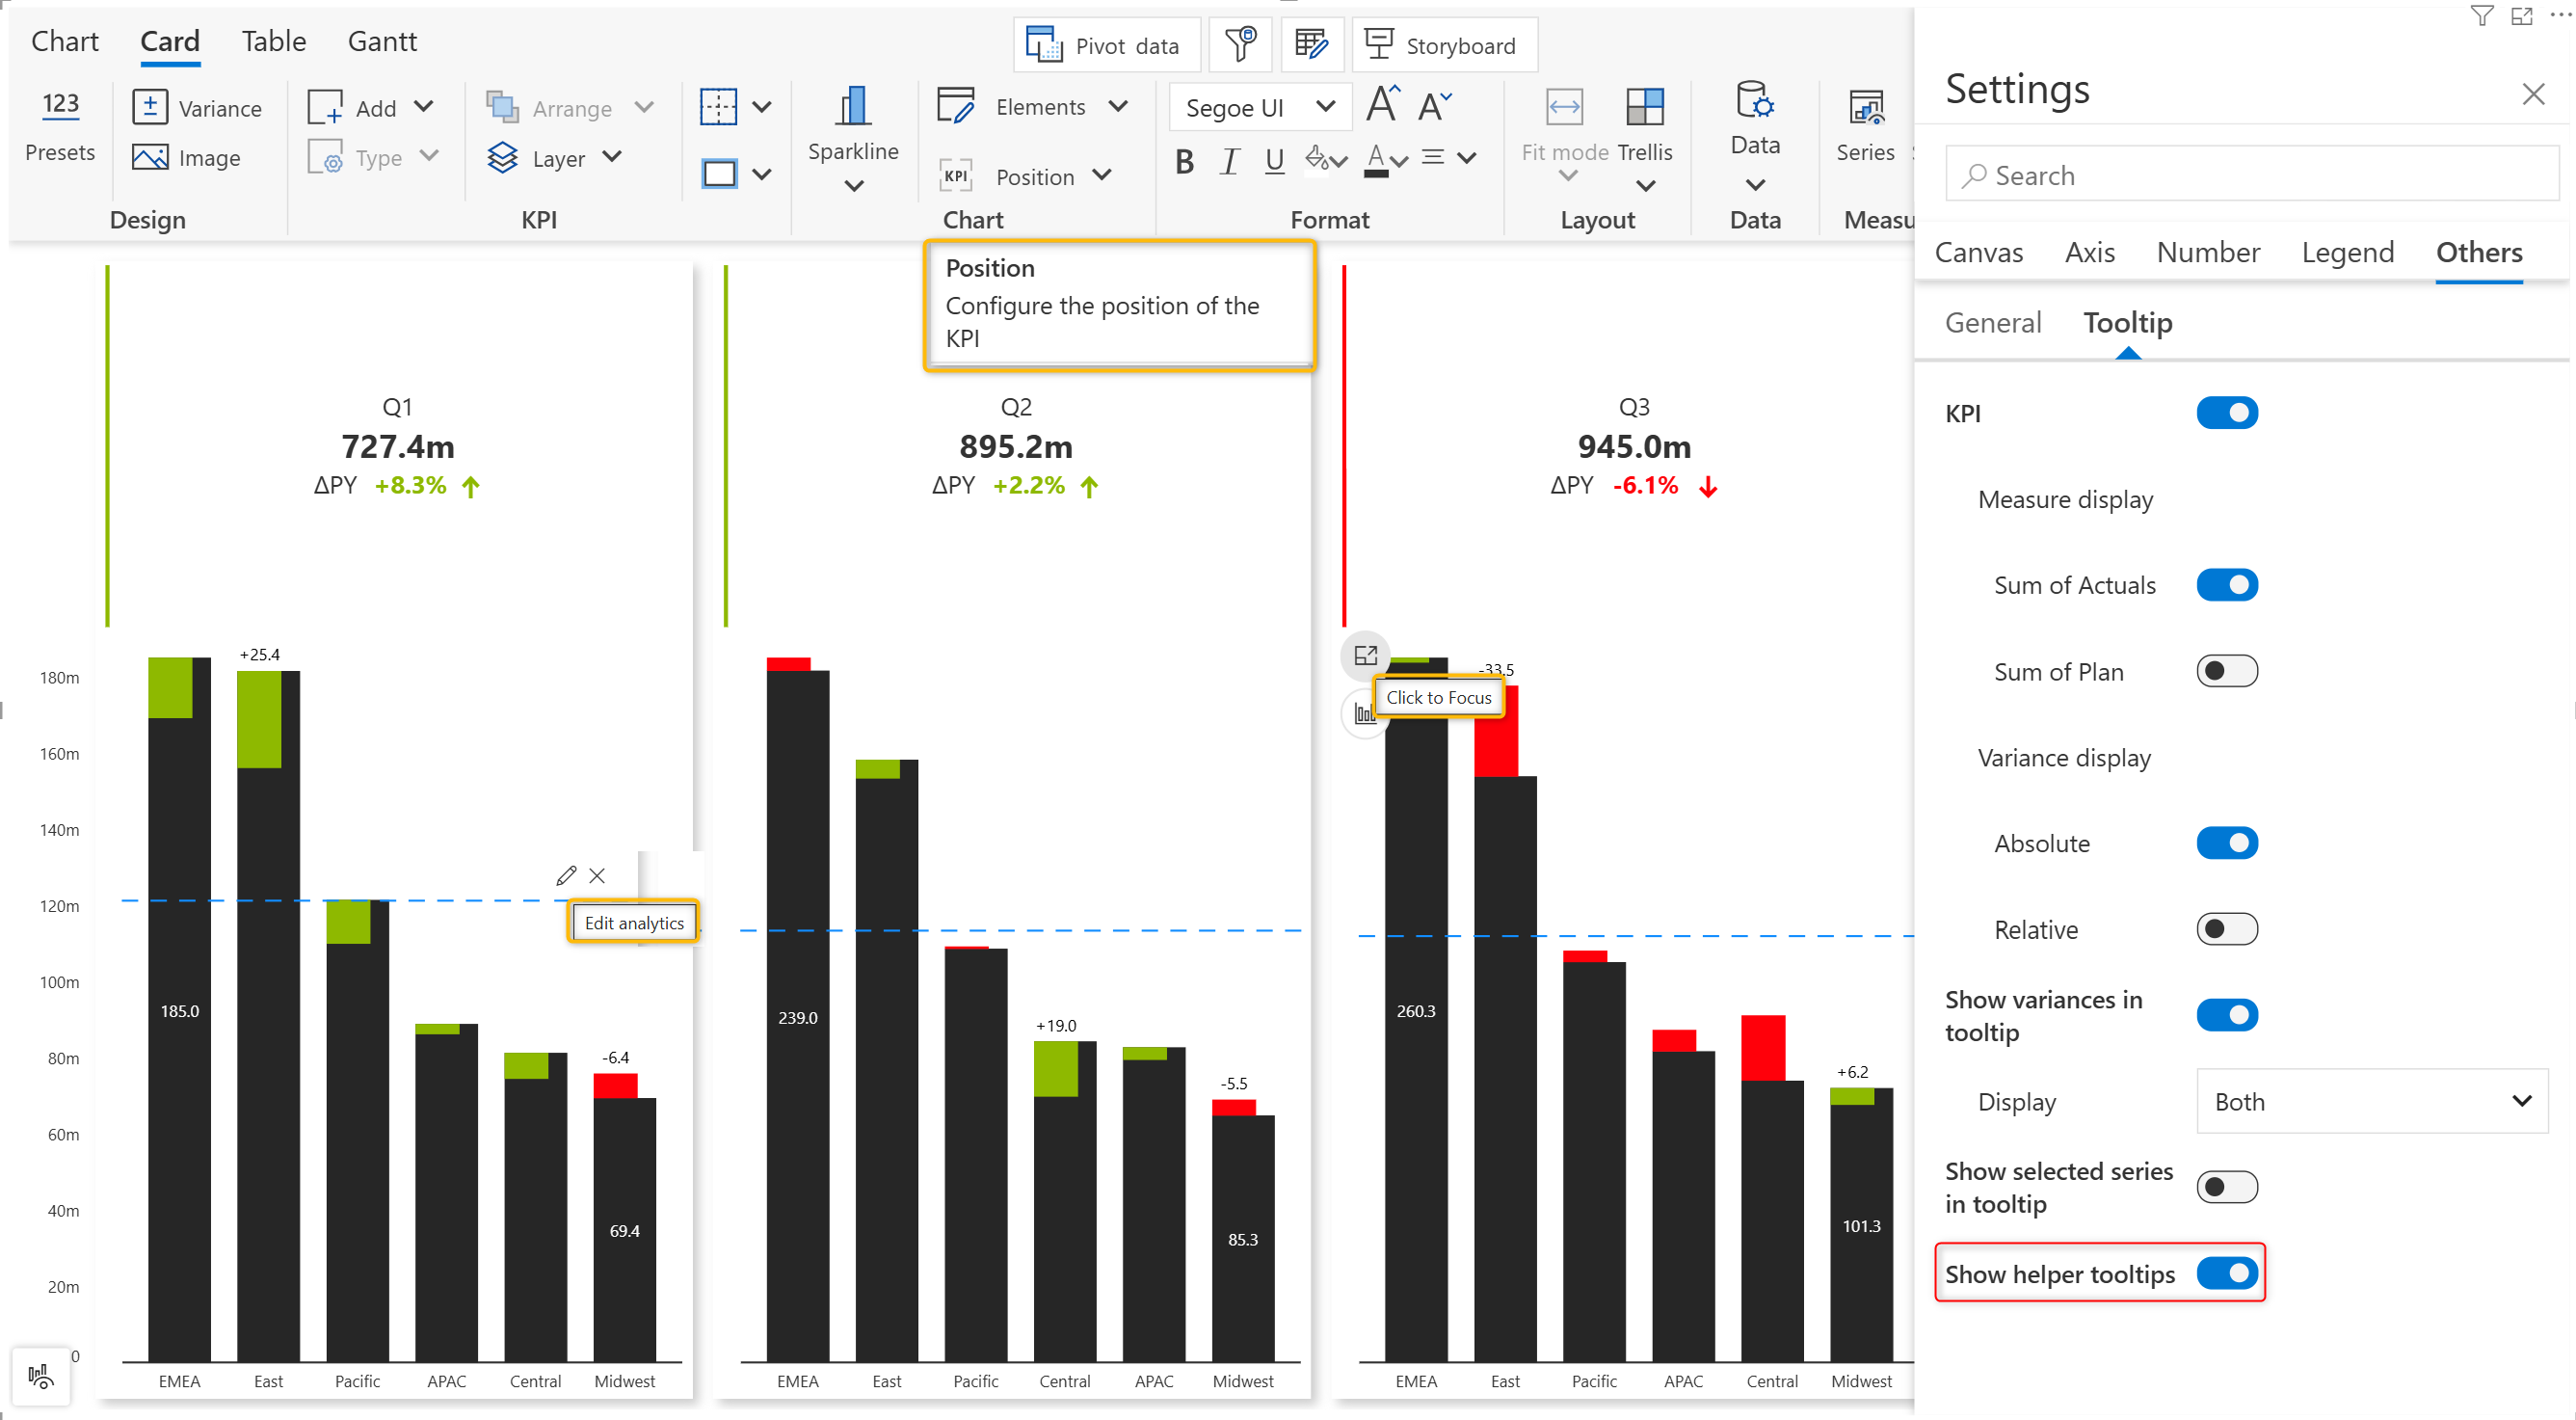 Chart Card Table Gantt
Pivot data
Storyboard
123
Presets
Variance
Image
Design
Add
Type
Arrange
Layer
KPI
Sparkline
Elements
KPI
Position
Chart
Segoe UI
A A
B I U A
Format
Fit mode
Trellis
Layout
Data
Data
Series
Measu
Position
Configure the position of the
KPI
Q1
727.4m
ΔPY +8.3%
Q2
895.2m
ΔPY +2.2%
Q3
945.0m
ΔPY -6.1%
180m
160m
140m
120m
100m
80m
60m
40m
20m
0
+25.4
185.0
-6.4
69.4
Edit analytics
EMEA East Pacific APAC Central Midwest
239.0
+19.0
-5.5
85.3
EMEA East Pacific Central APAC Midwest
-33.5
Click to Focus
260.3
+6.2
101.3
EMEA East Pacific APAC Central Midwest
Settings
Search
Canvas Axis Number Legend Others
General Tooltip
KPI
Measure display
Sum of Actuals
Sum of Plan
Variance display
Absolute
Relative
Show variances in
tooltip
Display Both
Show selected series
in tooltip
Show helper tooltips